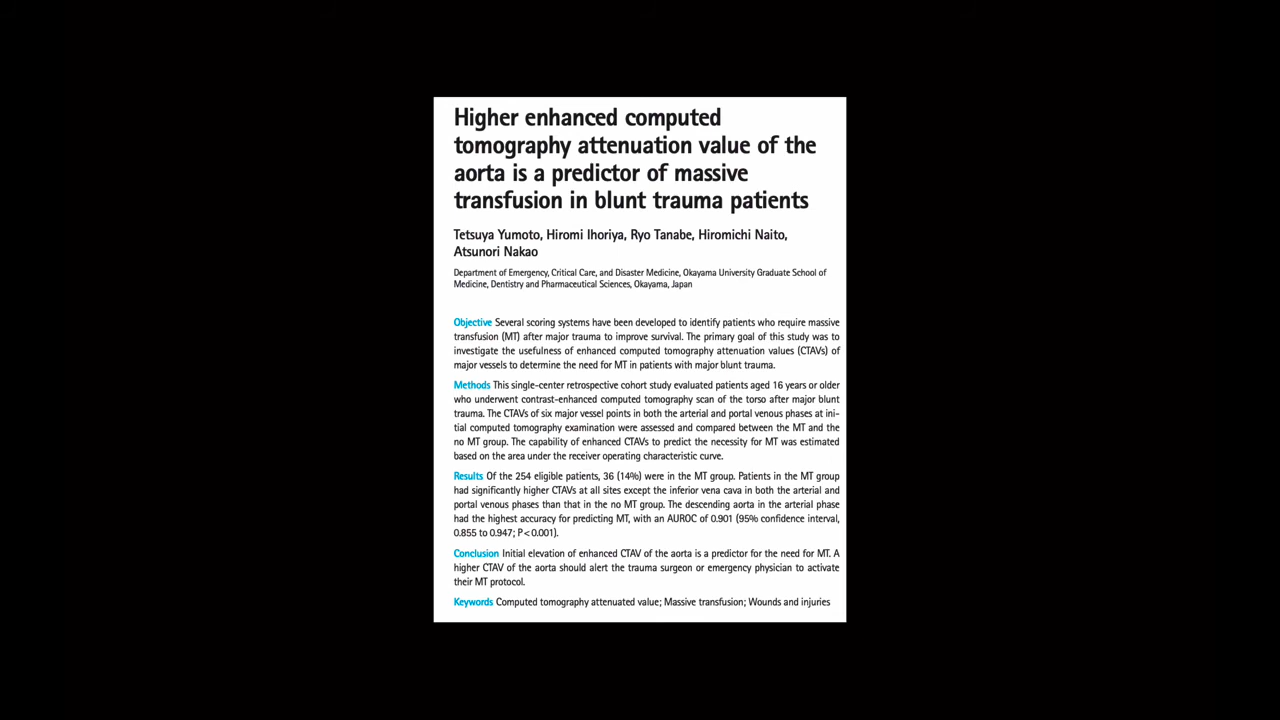 Higher enhanced computed
tomography attenuation value of the
aorta is a predictor of massive
transfusion in blunt trauma patients
Tetsuya Yumoto, Hiromi Ihoriya, Ryo Tanabe, Hiromichi Naito,
Atsunori Nakao
Department of Emergency, Critical Care, and Disaster Medicine, Okayama University Graduate School of
Medicine, Dentistry and Pharmaceutical Sciences, Okayama, Japan
Objective Several scoring systems have been developed to identify patients who require massive
transfusion (MT) after major trauma to improve survival. The primary goal of this study was to
investigate the usefulness of enhanced computed tomography attenuation values (CTAVs) of
major vessels to determine the need for MT in patients with major blunt trauma.
Methods This single-center retrospective cohort study evaluated patients aged 16 years or older
who underwent contrast-enhanced computed tomography scan of the torso after major blunt
trauma. The CTAVs of six major vessel points in both the arterial and portal venous phases at ini-
tial computed tomography examination were assessed and compared between the MT and the
no MT group. The capability of enhanced CTAVs to predict the necessity for MT was estimated
based on the area under the receiver operating characteristic curve.
Results Of the 254 eligible patients, 36 (14%) were in the MT group. Patients in the MT group
had significantly higher CTAVs at all sites except the inferior vena cava in both the arterial and
portal venous phases than that in the no MT group. The descending aorta in the arterial phase
had the highest accuracy for predicting MT, with an AUROC of 0.901 (95% confidence interval,
0.855 to 0.947; P<0.001).
Conclusion Initial elevation of enhanced CTAV of the aorta is a predictor for the need for MT. A
higher CTAV of the aorta should alert the trauma surgeon or emergency physician to activate
their MT protocol.
Keywords Computed tomography attenuated value; Massive transfusion; Wounds and injuries